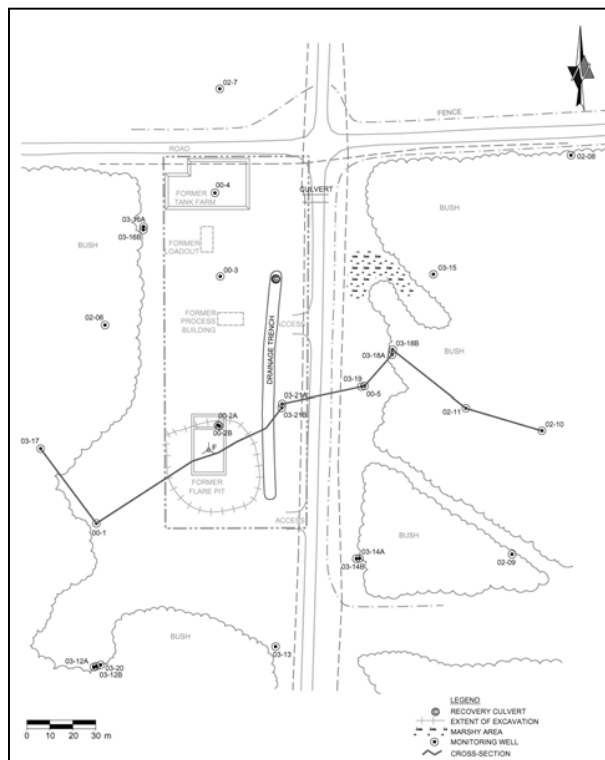 02-7
FENCE
ROAD
02-08
CULVERT
00-4
FORMER
TANK FARM
BUSH
03-16A
03-16B
BUSH
FORMER
LOADOUT
03-15
00-3
FORMER
PROCESS
BUILDING
ACCESS
02-06
DRAINAGE TRENCH
03-18B
03-18A
BUSH
03-19
00-5
03-21A
03-21B
02-11
02-10
00-2A
00-2B
F
03-17
FORMER
FLARE PIT
00-1
ACCESS
BUSH
03-14A
03-14B
02-09
BUSH
03-13
03-12A
03-20
03-12B
LEGEND
RECOVERY CULVERT
EXTENT OF EXCAVATION
MARSHY AREA
MONITORING WELL
CROSS-SECTION
0 10 20 30 m